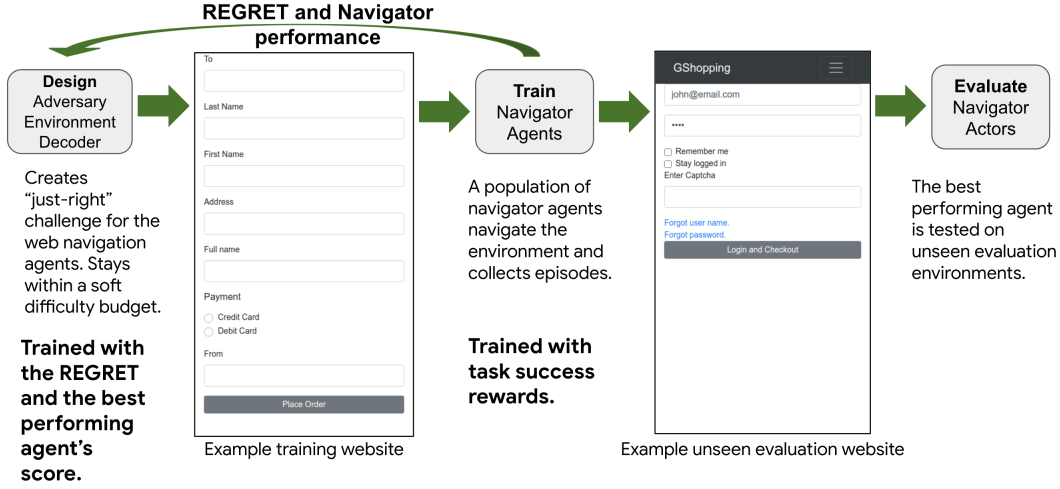 REGRET and Navigator
performance
Design
Adversary
Environment
Decoder
Creates
“just-right”
challenge for the
web navigation
agents. Stays
within a soft
difficulty budget.
Trained with
the REGRET
and the best
performing
agent’s
score.
To
Last Name
First Name
Address
Full name
Payment
Credit Card
Debit Card
From
Place Order
Example training website
Train
Navigator
Agents
A population of
navigator agents
navigate the
environment and
collects episodes.
Trained with
task success
rewards.
GShopping
john@email.com
••••
Remember me
Stay logged in
Enter Captcha
Forgot user name.
Forgot password.
Login and Checkout
Example unseen evaluation website
Evaluate
Navigator
Actors
The best
performing agent
is tested on
unseen evaluation
environments.